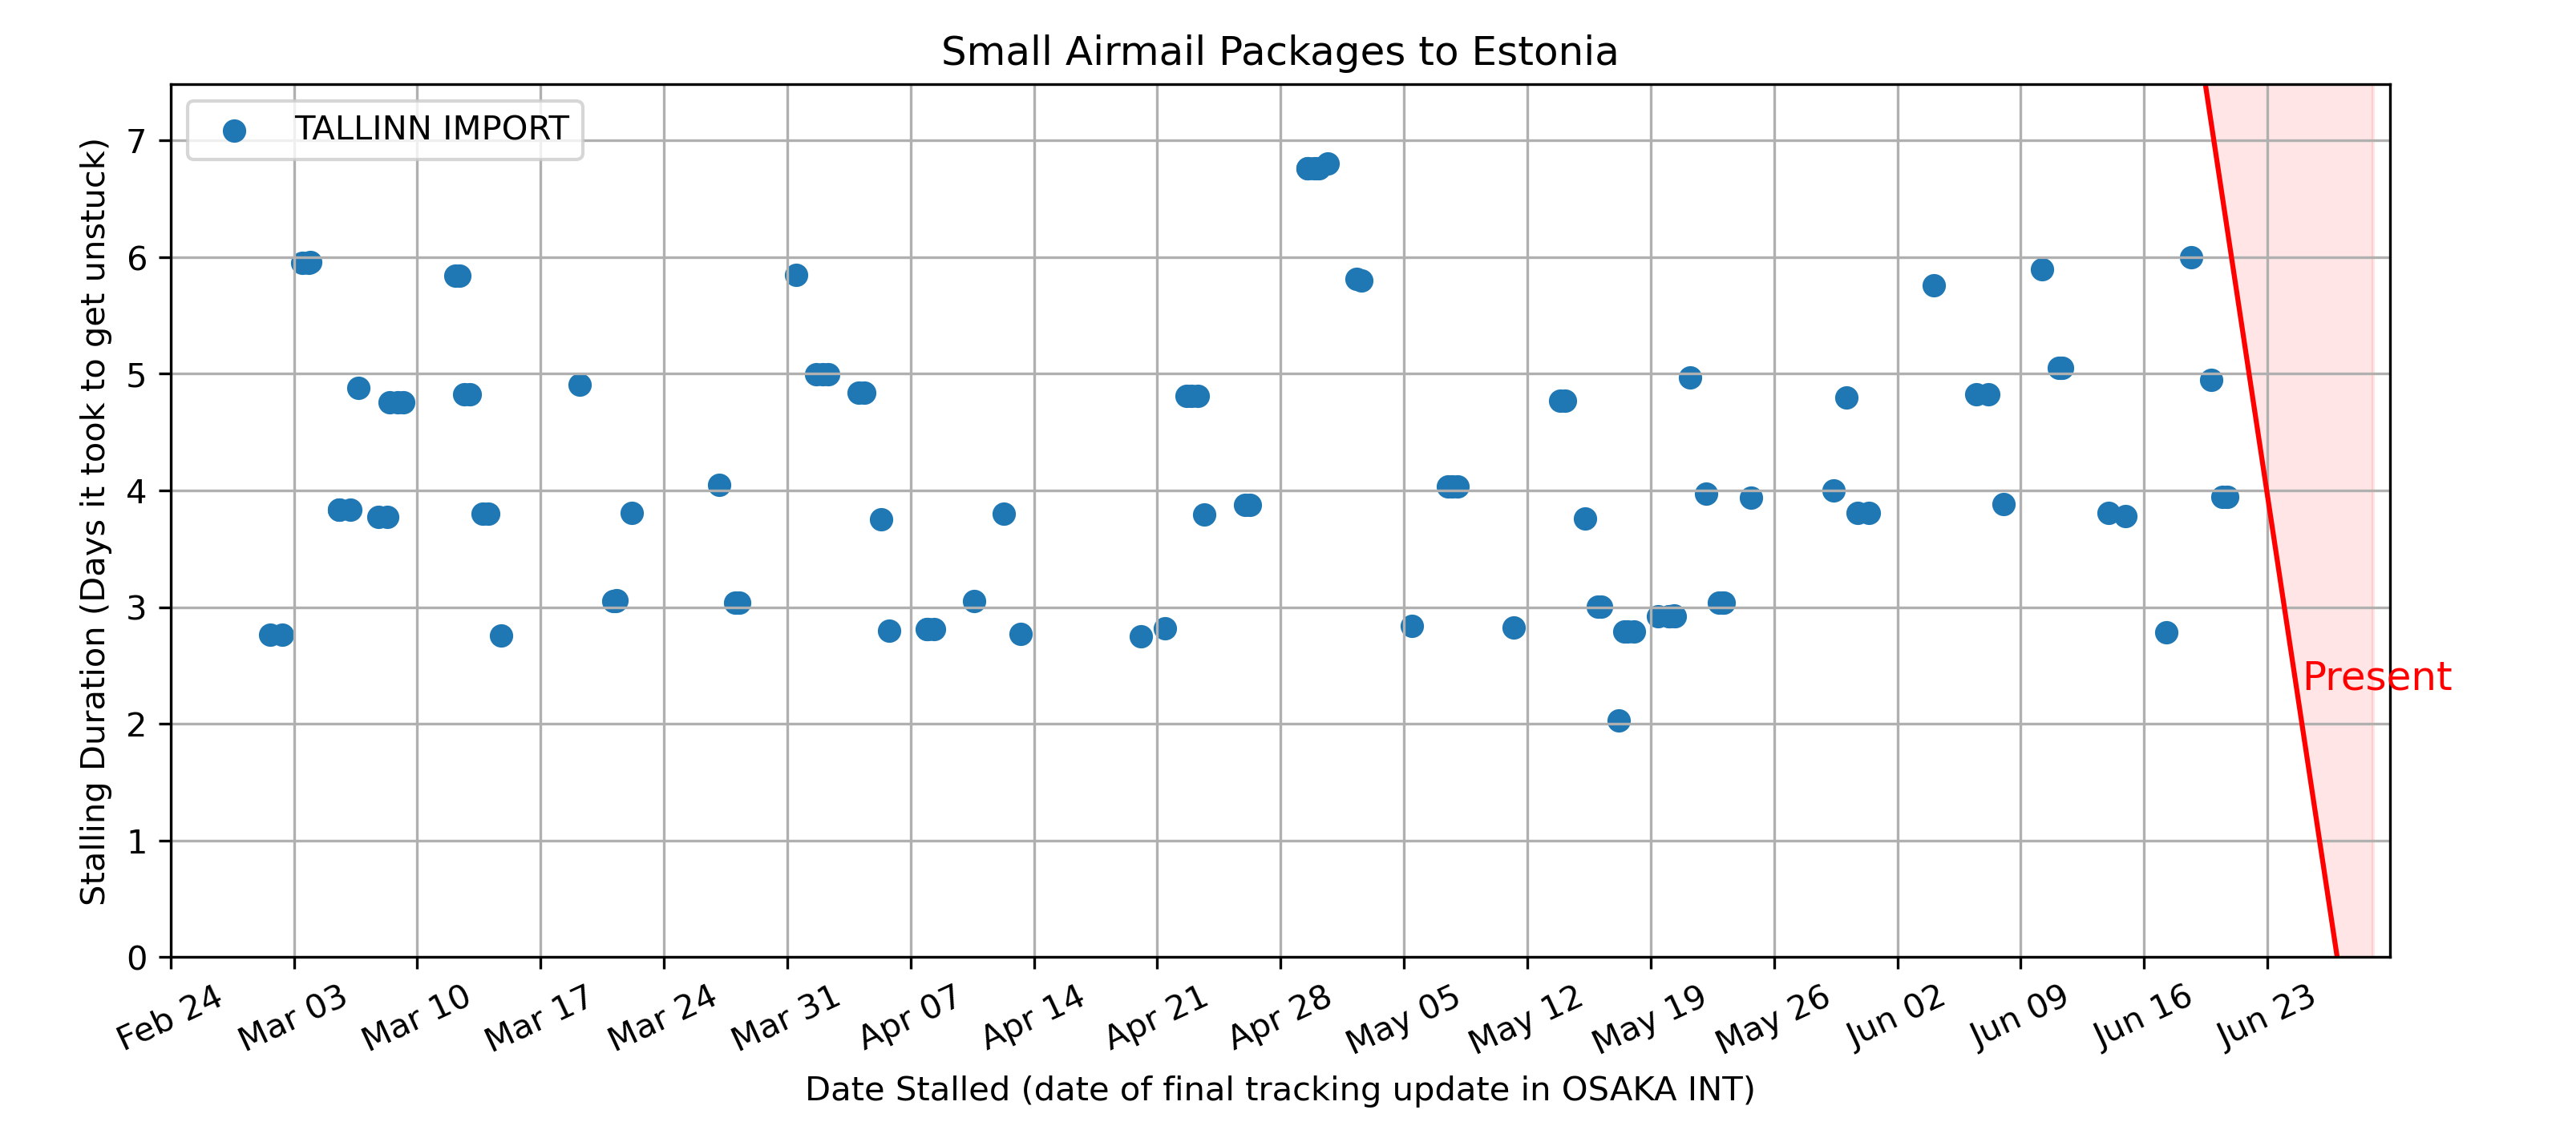 Small Airmail Packages to Estonia
TALLINN IMPORT
Stalling Duration (Days it took to get unstuck)
7
6
5
4
3
2
1
0
Present
Feb 24
Mar 03
Mar 10
Mar 17
Mar 24
Mar 31
Apr 07
Apr 14
Apr 21
Apr 28
May 05
May 12
May 19
May 26
Jun 02
Jun 09
Jun 16
Jun 23
Date Stalled (date of final tracking update in OSAKA INT)